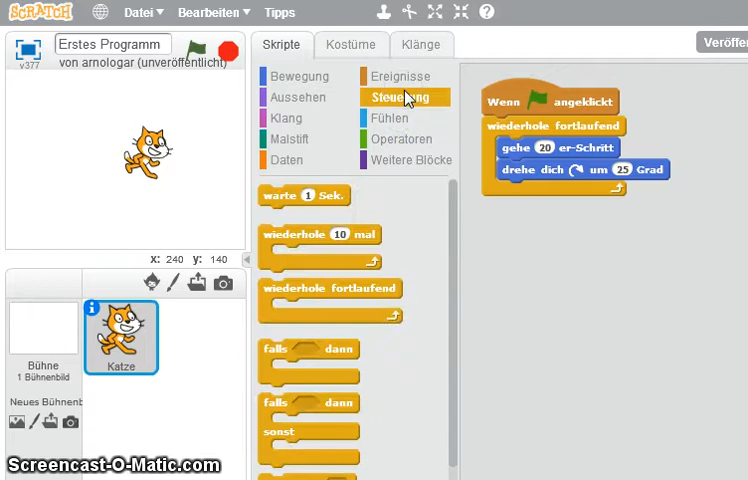 SCRATCH
Datei Bearbeiten Tipps
Erstes Programm
v377
von arnologar (unveröffentlicht)
x: 240 y: 140
Bühne
1 Bühnenbild
Katze
Neues Bühnenb
Skripte Kostüme Klänge
Veröffer
Bewegung Ereignisse
Aussehen Steuerung
Klang Fühlen
Malstift Operatoren
Daten Weitere Blöcke
warte 1 Sek.
wiederhole 10 mal
wiederhole fortlaufend
falls dann
falls dann
sonst
Wenn angeklickt
wiederhole fortlaufend
gehe 20 er-Schritt
drehe dich um 25 Grad
Screencast-O-Matic.com